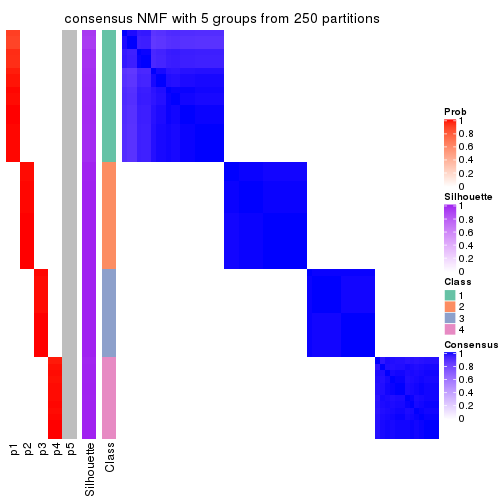 consensus NMF with 5 groups from 250 partitions
Prob
1
0.8
0.6
0.4
0.2
0
Silhouette
1
0.8
0.6
0.4
0.2
0
Class
1
2
3
4
Consensus
1
0.8
0.6
0.4
0.2
0
p1
p2
p3
p4
p5
Silhouette
Class